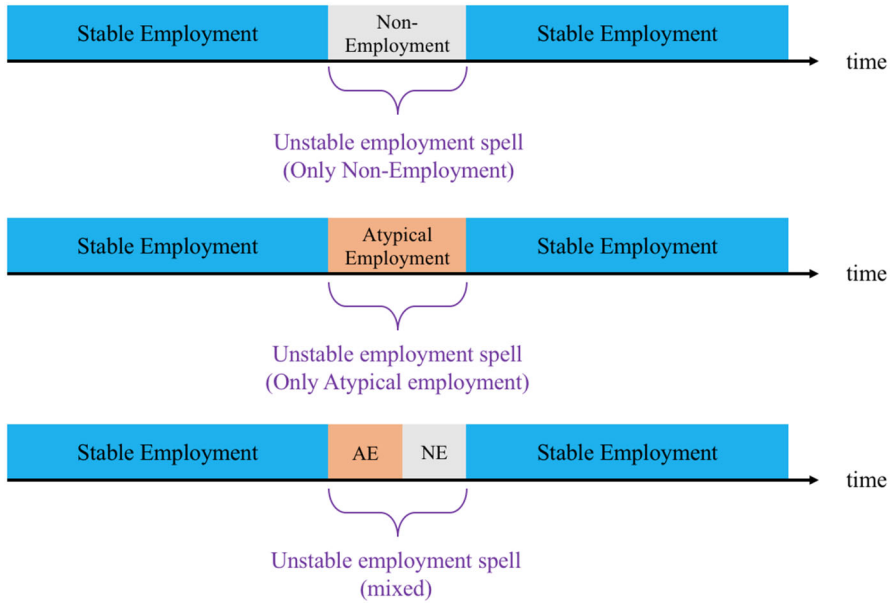 Stable Employment
Non-
Employment
Stable Employment
time
Unstable employment spell
(Only Non-Employment)
Stable Employment
Atypical
Employment
Stable Employment
time
Unstable employment spell
(Only Atypical employment)
Stable Employment
AE
NE
Stable Employment
time
Unstable employment spell
(mixed)